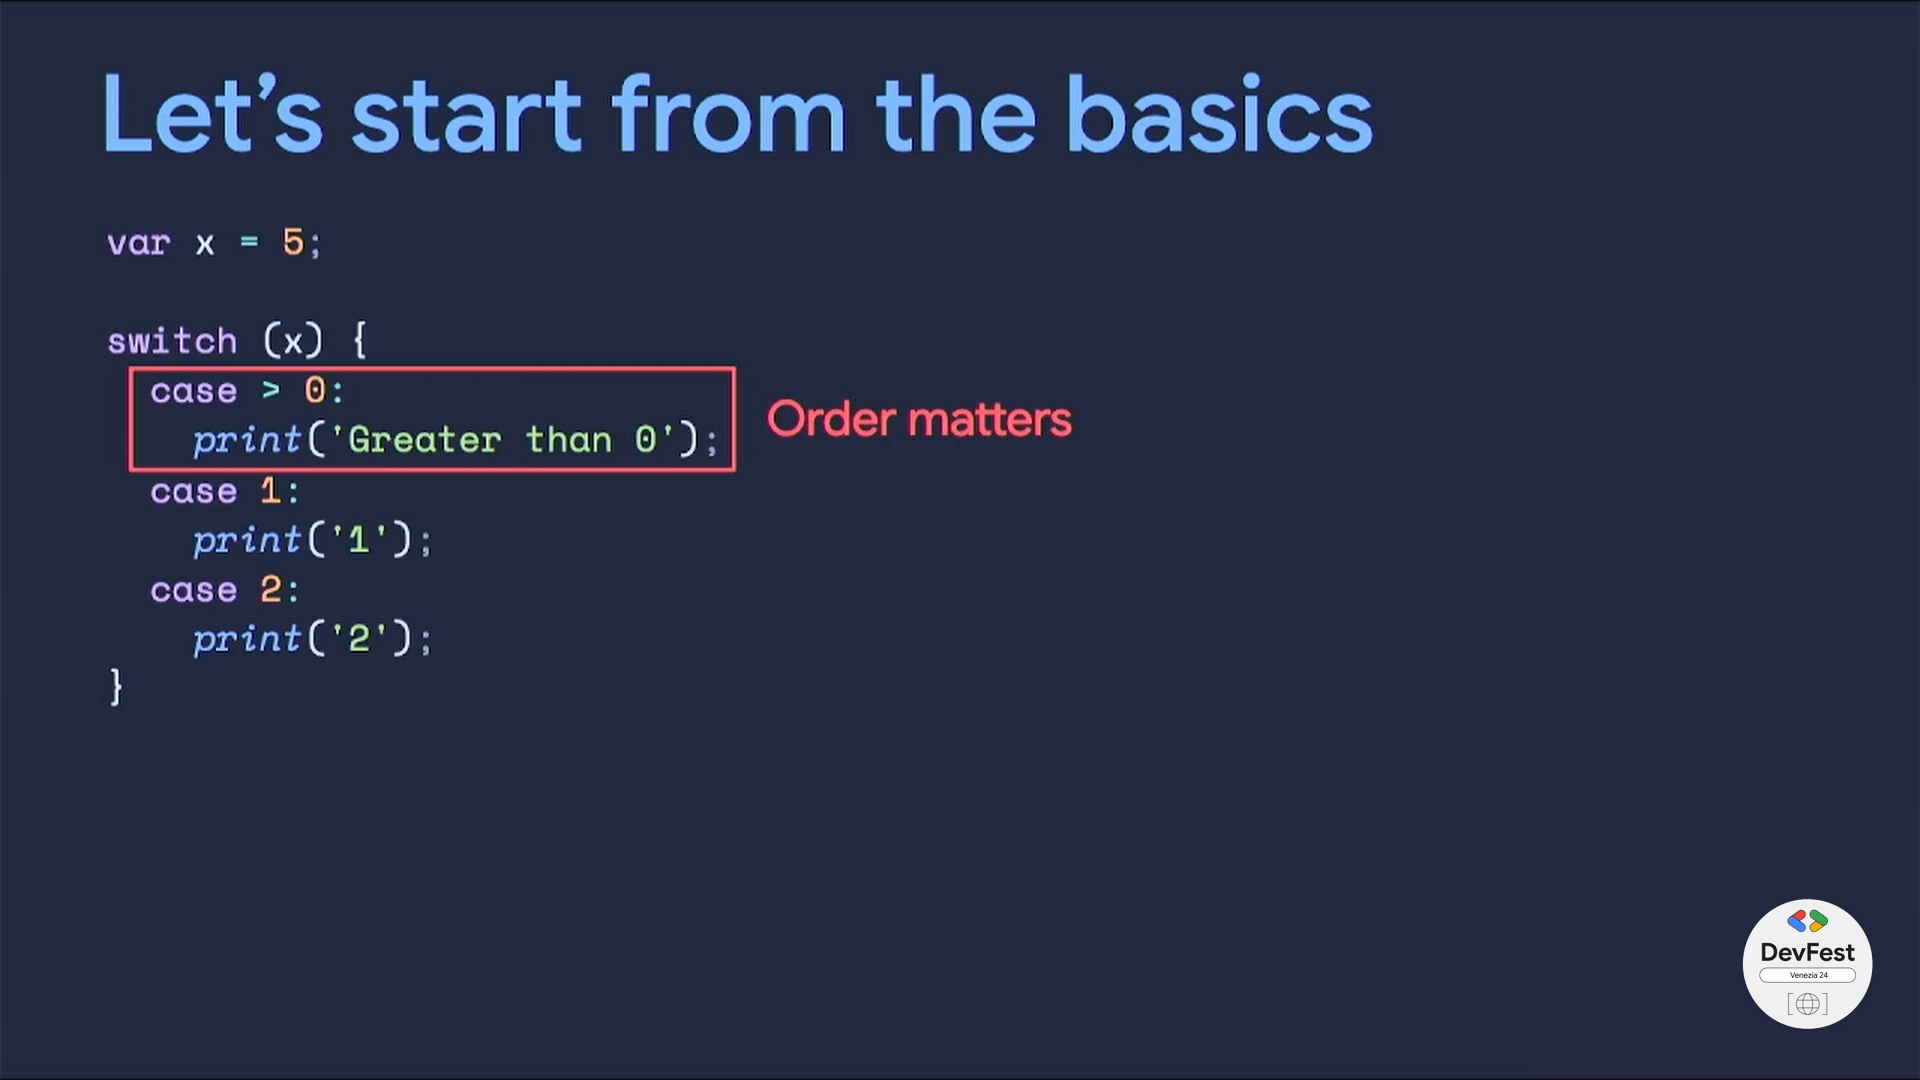 Let's start from the basics
var x = 5;
switch (x) {
case > 0:
print('Greater than 0');
Order matters
case 1:
print('1');
case 2:
print('2');
}
DevFest
Venezia 24